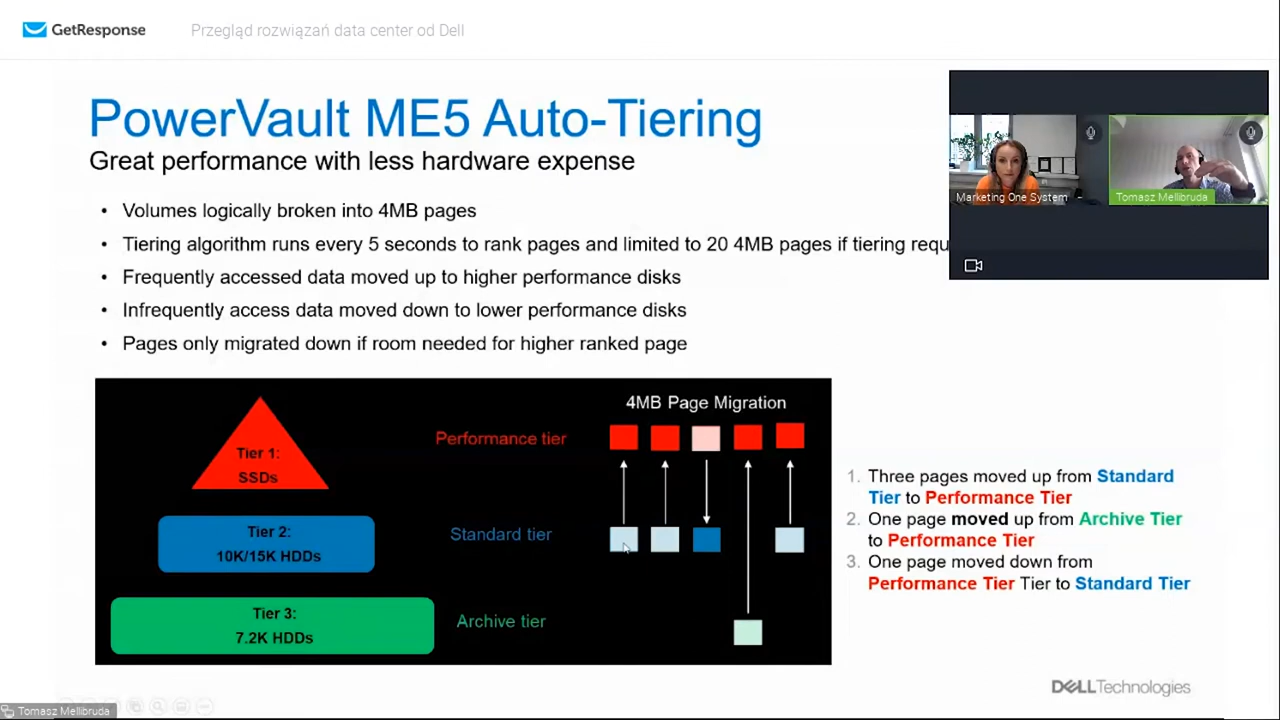 GetResponse
Przegląd rozwiązań data center od Dell
PowerVault ME5 Auto-Tiering
Great performance with less hardware expense
• Volumes logically broken into 4MB pages
• Tiering algorithm runs every 5 seconds to rank pages and limited to 20 4MB pages if tiering requ
• Frequently accessed data moved up to higher performance disks
• Infrequently access data moved down to lower performance disks
• Pages only migrated down if room needed for higher ranked page
Marketing One System
Tomasz Mellibruda
4MB Page Migration
Tier 1:
SSDs
Performance tier
Tier 2:
10K/15K HDDs
Standard tier
Tier 3:
7.2K HDDs
Archive tier
1. Three pages moved up from Standard
Tier to Performance Tier
2. One page moved up from Archive Tier
to Performance Tier
3. One page moved down from
Performance Tier Tier to Standard Tier
DELL Technologies
Tomasz Mellibruda